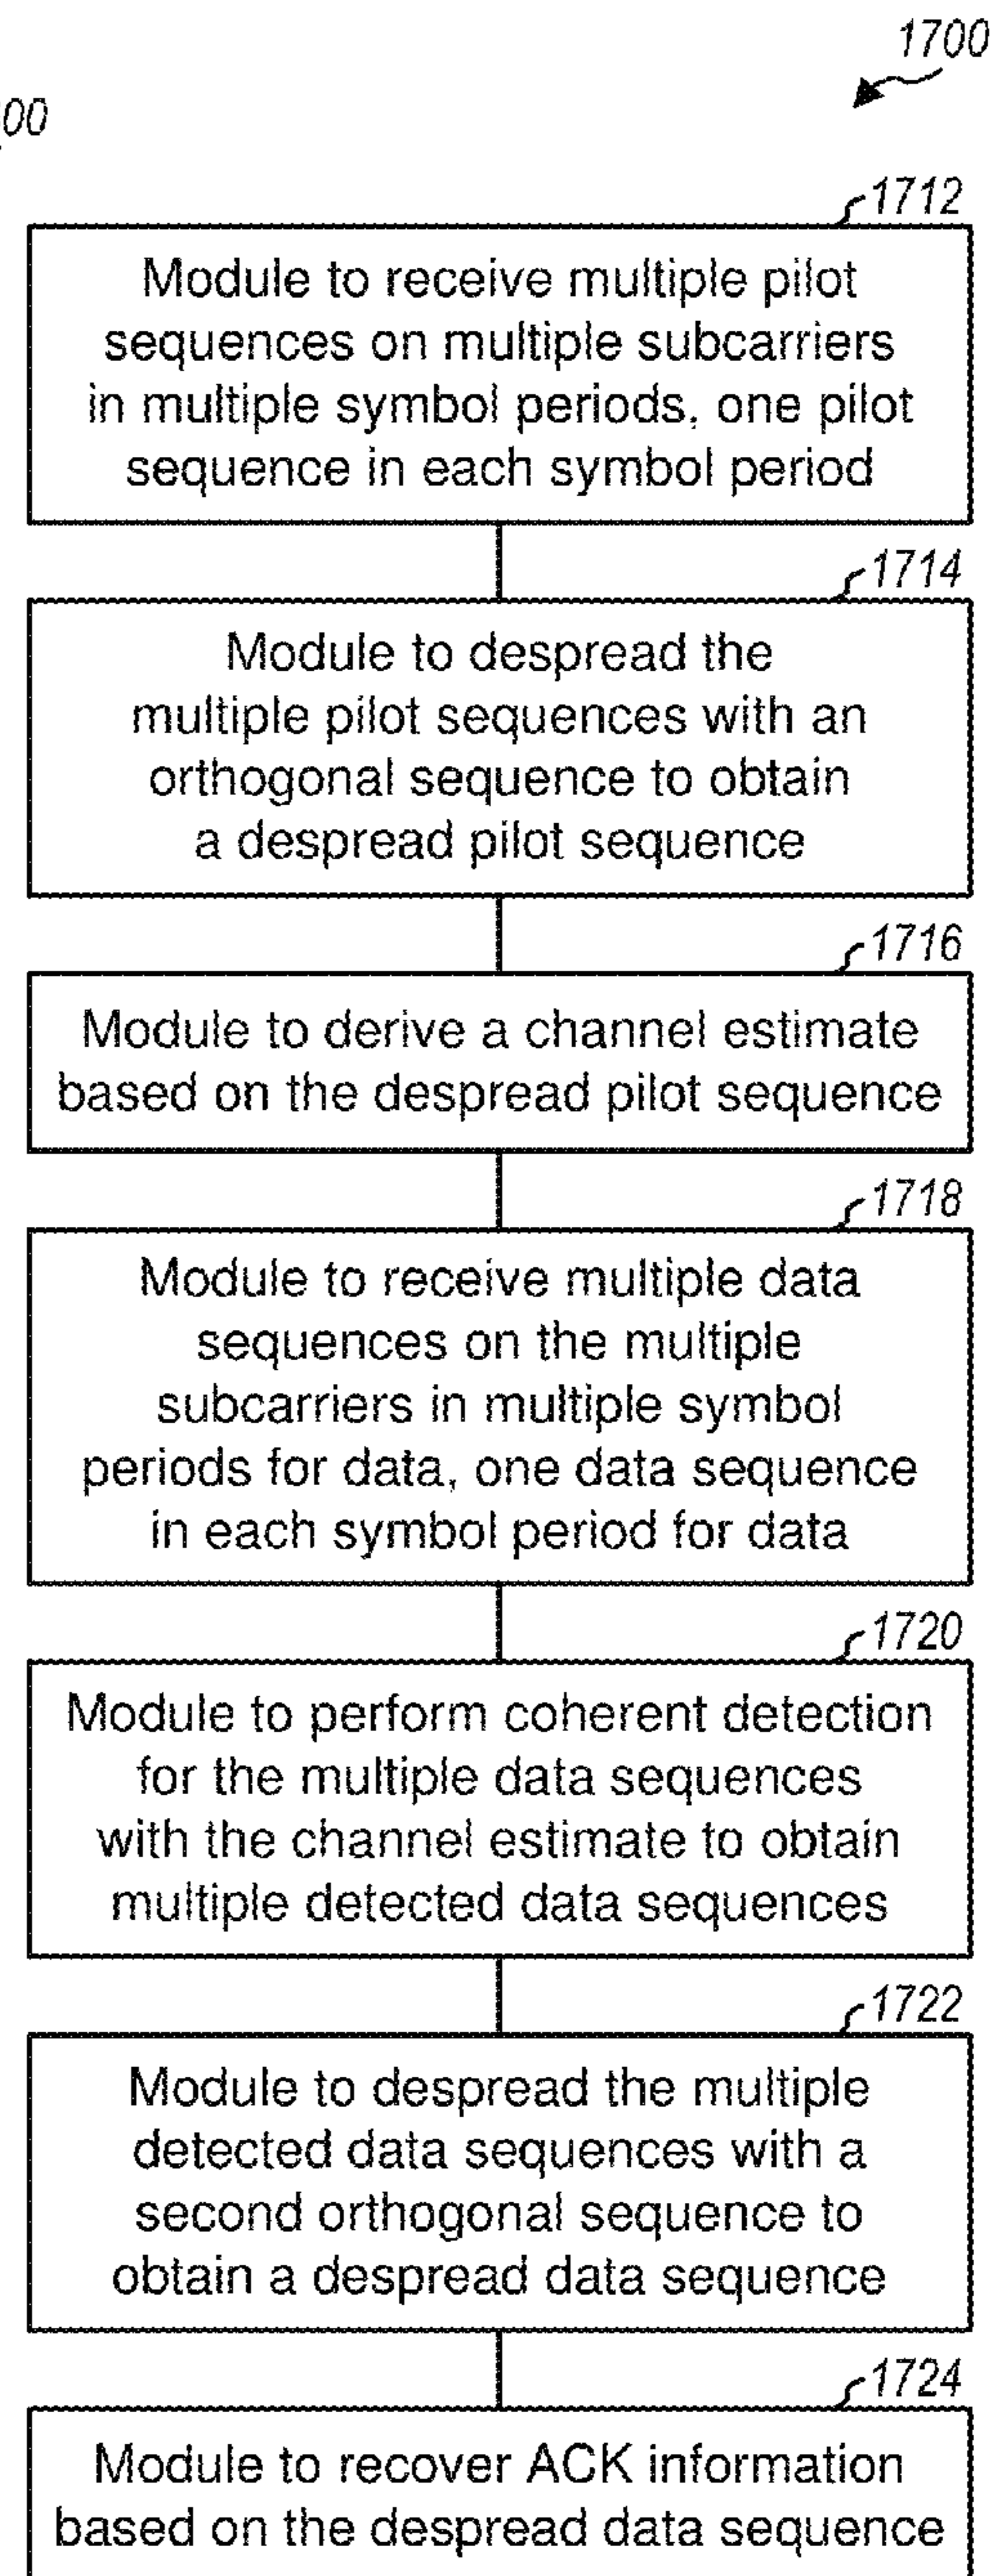 1700
00
1712
Module to receive multiple pilot
sequences on multiple subcarriers
in multiple symbol periods, one pilot
sequence in each symbol period
1714
Module to despread the
multiple pilot sequences with an
orthogonal sequence to obtain
a despread pilot sequence
1716
Module to derive a channel estimate
based on the despread pilot sequence
1718
Module to receive multiple data
sequences on the multiple
subcarriers in multiple symbol
periods for data, one data sequence
in each symbol period for data
1720
Module to perform coherent detection
for the multiple data sequences
with the channel estimate to obtain
multiple detected data sequences
1722
Module to despread the multiple
detected data sequences with a
second orthogonal sequence to
obtain a despread data sequence
1724
Module to recover ACK information
based on the despread data sequence